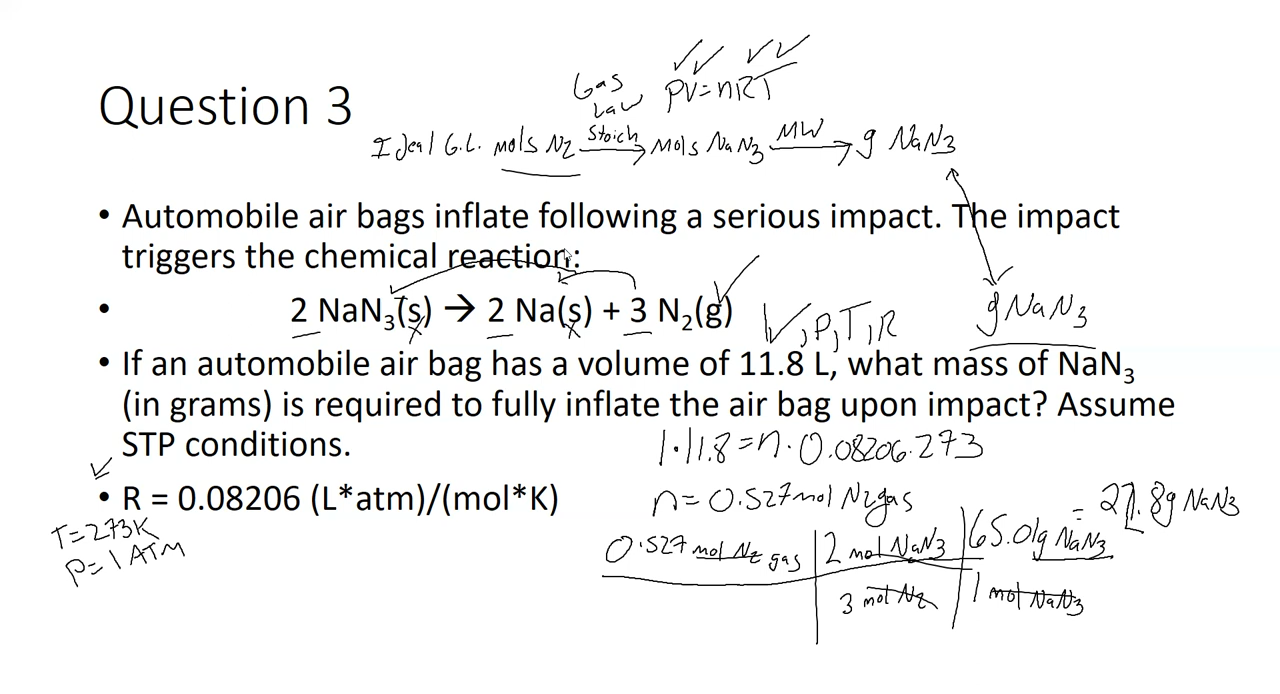 Gas PV=nRT
Law
Question 3
Ideal G.L. mols N2 Stoich mols NaN3 MW g NaN3
• Automobile air bags inflate following a serious impact. The impact
triggers the chemical reaction:
• 2 NaN₃(s) → 2 Na(s) + 3 N₂(g) V, P, T, R g NaN3
• If an automobile air bag has a volume of 11.8 L, what mass of NaN₃
(in grams) is required to fully inflate the air bag upon impact? Assume
STP conditions. 1·11.8=n·0.08206·273
• R = 0.08206 (L*atm)/(mol*K) n=0.527mol N2 gas
T=273K
P=1 ATM
0.527 mol N2 gas | 2 mol NaN3 | 65.01g NaN3 = 22.8g NaN3
3 mol N2 | 1 mol NaN3